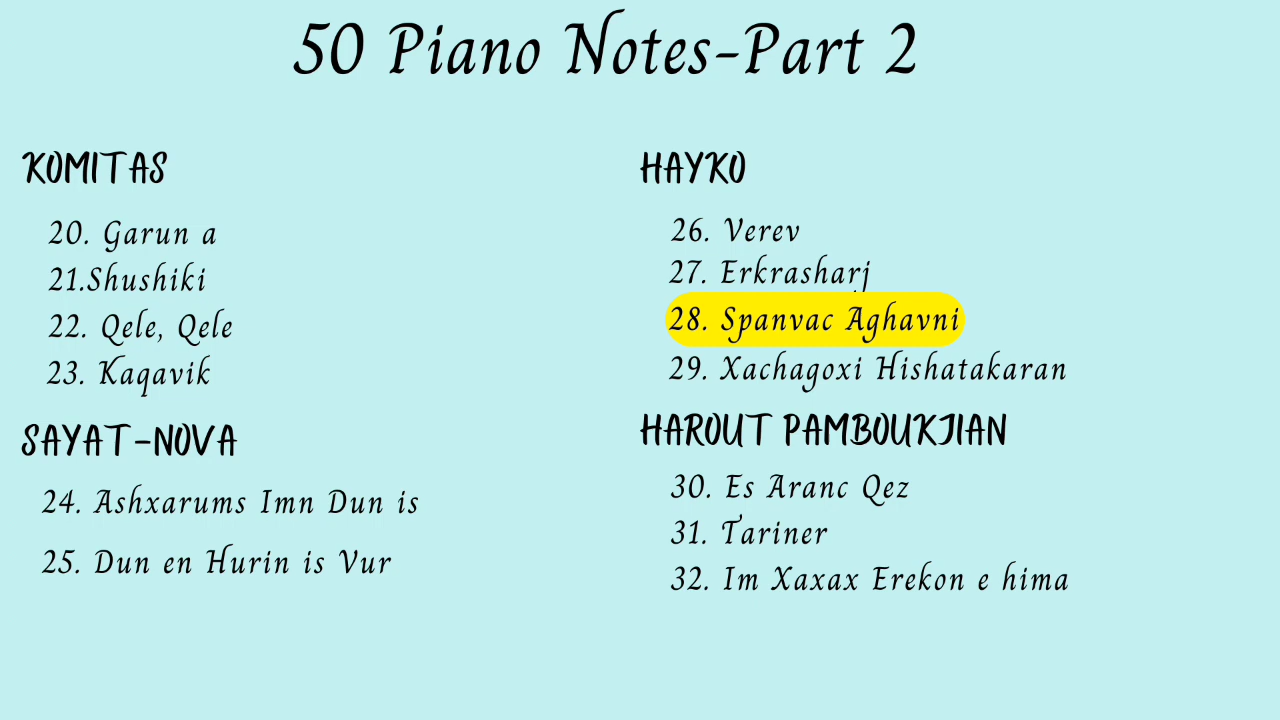 50 Piano Notes-Part 2
KOMITAS
20. Garun a
21.Shushiki
22. Qele, Qele
23. Kaqavik
SAYAT-NOVA
24. Ashxarums Imn Dun is
25. Dun en Hurin is Vur
HAYKO
26. Verev
27. Erkrasharj
28. Spanvac Aghavni
29. Xachagoxi Hishatakaran
HAROUT PAMBOUKJIAN
30. Es Aranc Qez
31. Tariner
32. Im Xaxax Erekon e hima